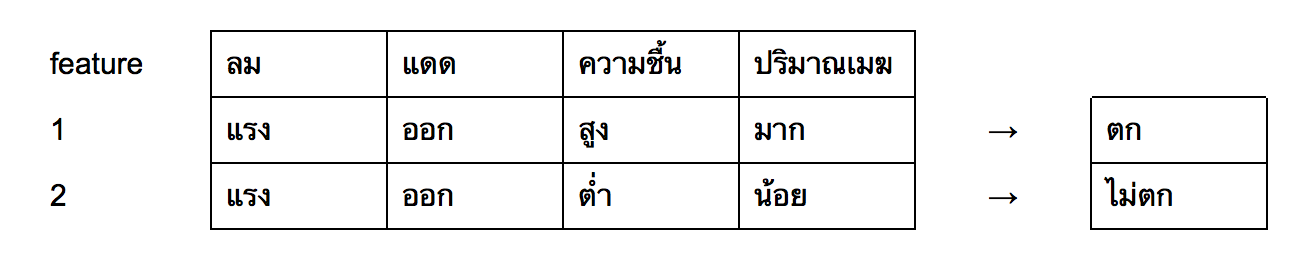 feature ลม แดด ความชื้น ปริมาณเมฆ
1 แรง ออก สูง มาก → ตก
2 แรง ออก ต่ำ น้อย → ไม่ตก